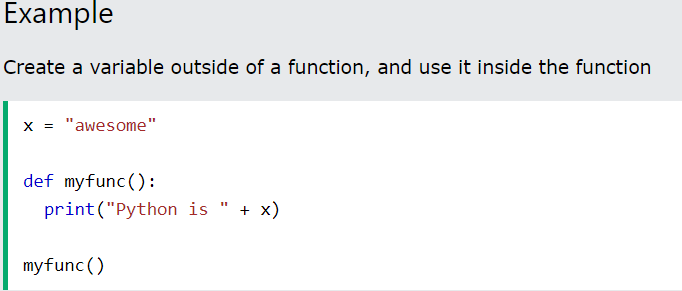 Example
Create a variable outside of a function, and use it inside the function
x = "awesome"
def myfunc():
  print("Python is " + x)
myfunc()